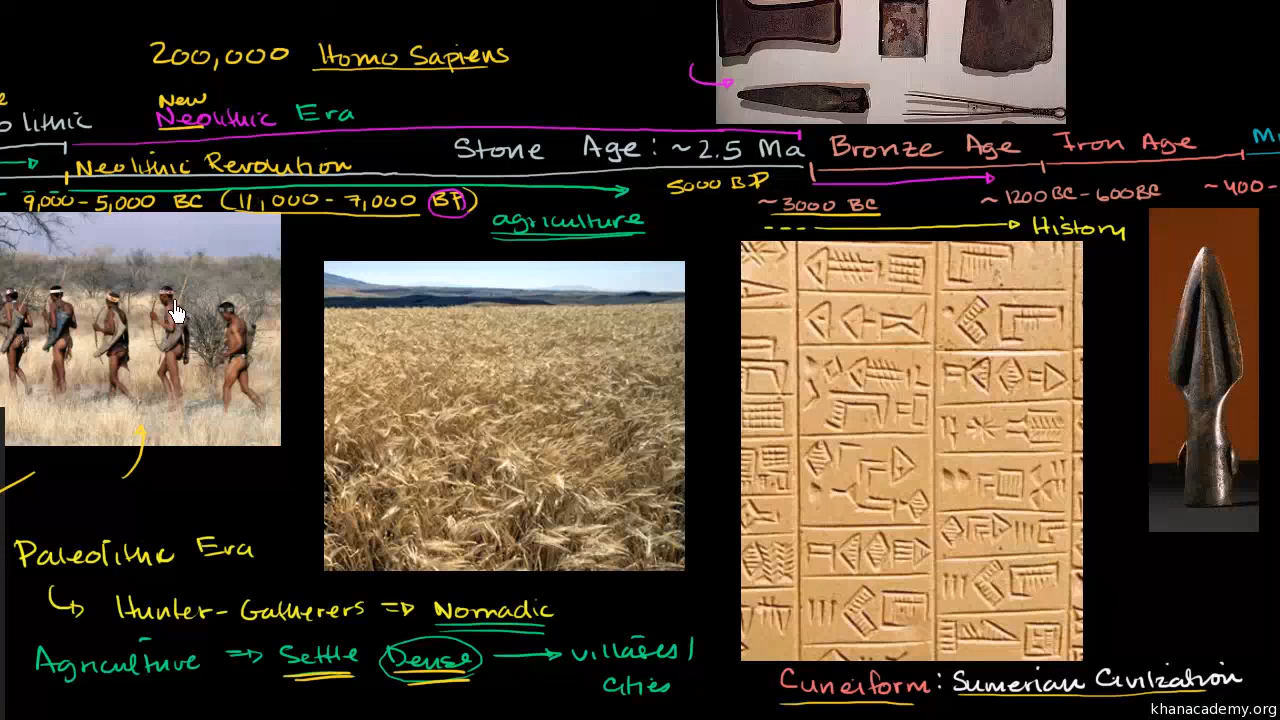 200,000 Homo Sapiens
New
olithic Neolithic Era
Neolithic Revolution Stone Age: ~2.5 Ma Bronze Age Iron Age
9,000-5,000 BC (11,000-7,000 BP) 5000 BP ~3000 BC ~1200 BC-600BC ~400-
agriculture History
Paleolithic Era
Hunter-Gatherers => Nomadic
Agriculture => Settle Dense → villages/
cities
Cuneiform: Sumerian Civilization
khanacademy.org